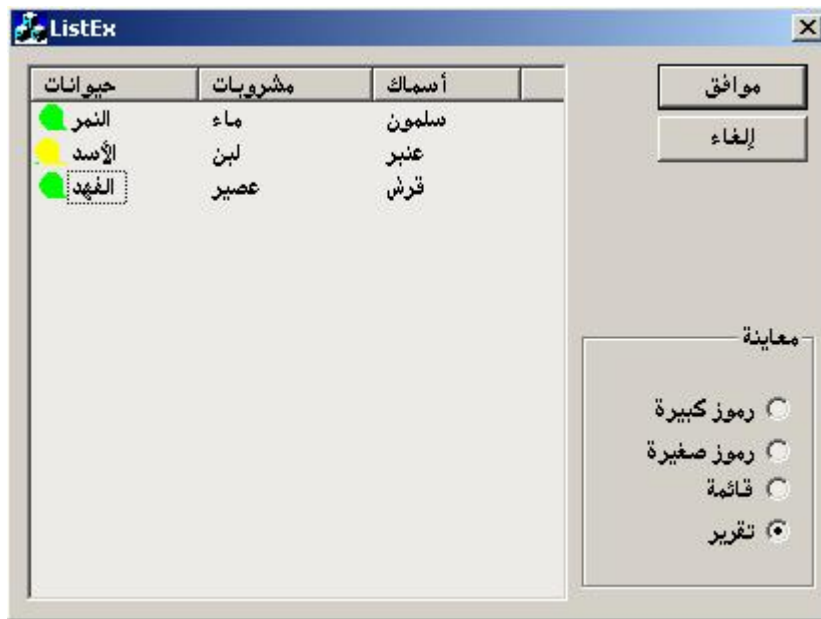 ListEx
حيوانات مشروبات أسماك
النمر ماء سلمون
الأسد لبن عنبر
الفهد عصير قرش
موافق
إلغاء
معاينة
رموز كبيرة
رموز صغيرة
قائمة
تقرير